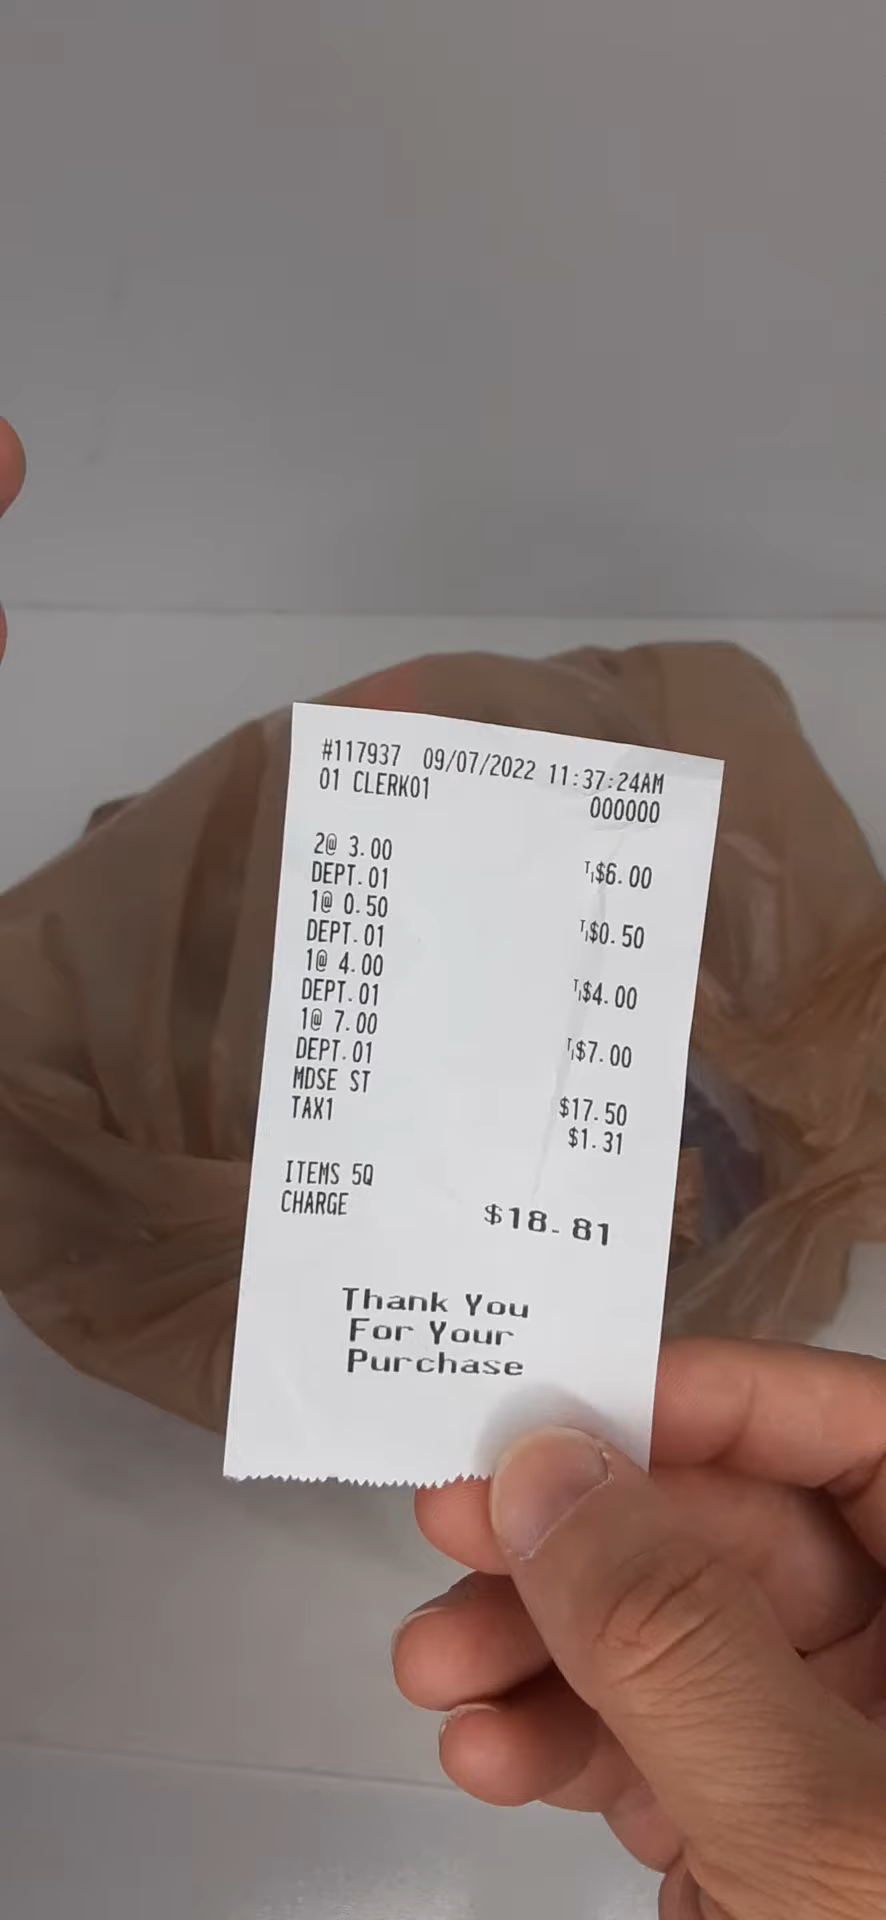 #117937 09/07/2022 11:37:24AM
01 CLERK01 000000
2@ 3.00
DEPT.01 T₁$6.00
1@ 0.50
DEPT.01 T₁$0.50
1@ 4.00
DEPT.01 T₁$4.00
1@ 7.00
DEPT.01 T₁$7.00
MDSE ST $17.50
TAX1 $1.31
ITEMS 5Q
CHARGE $18.81
Thank You
For Your
Purchase